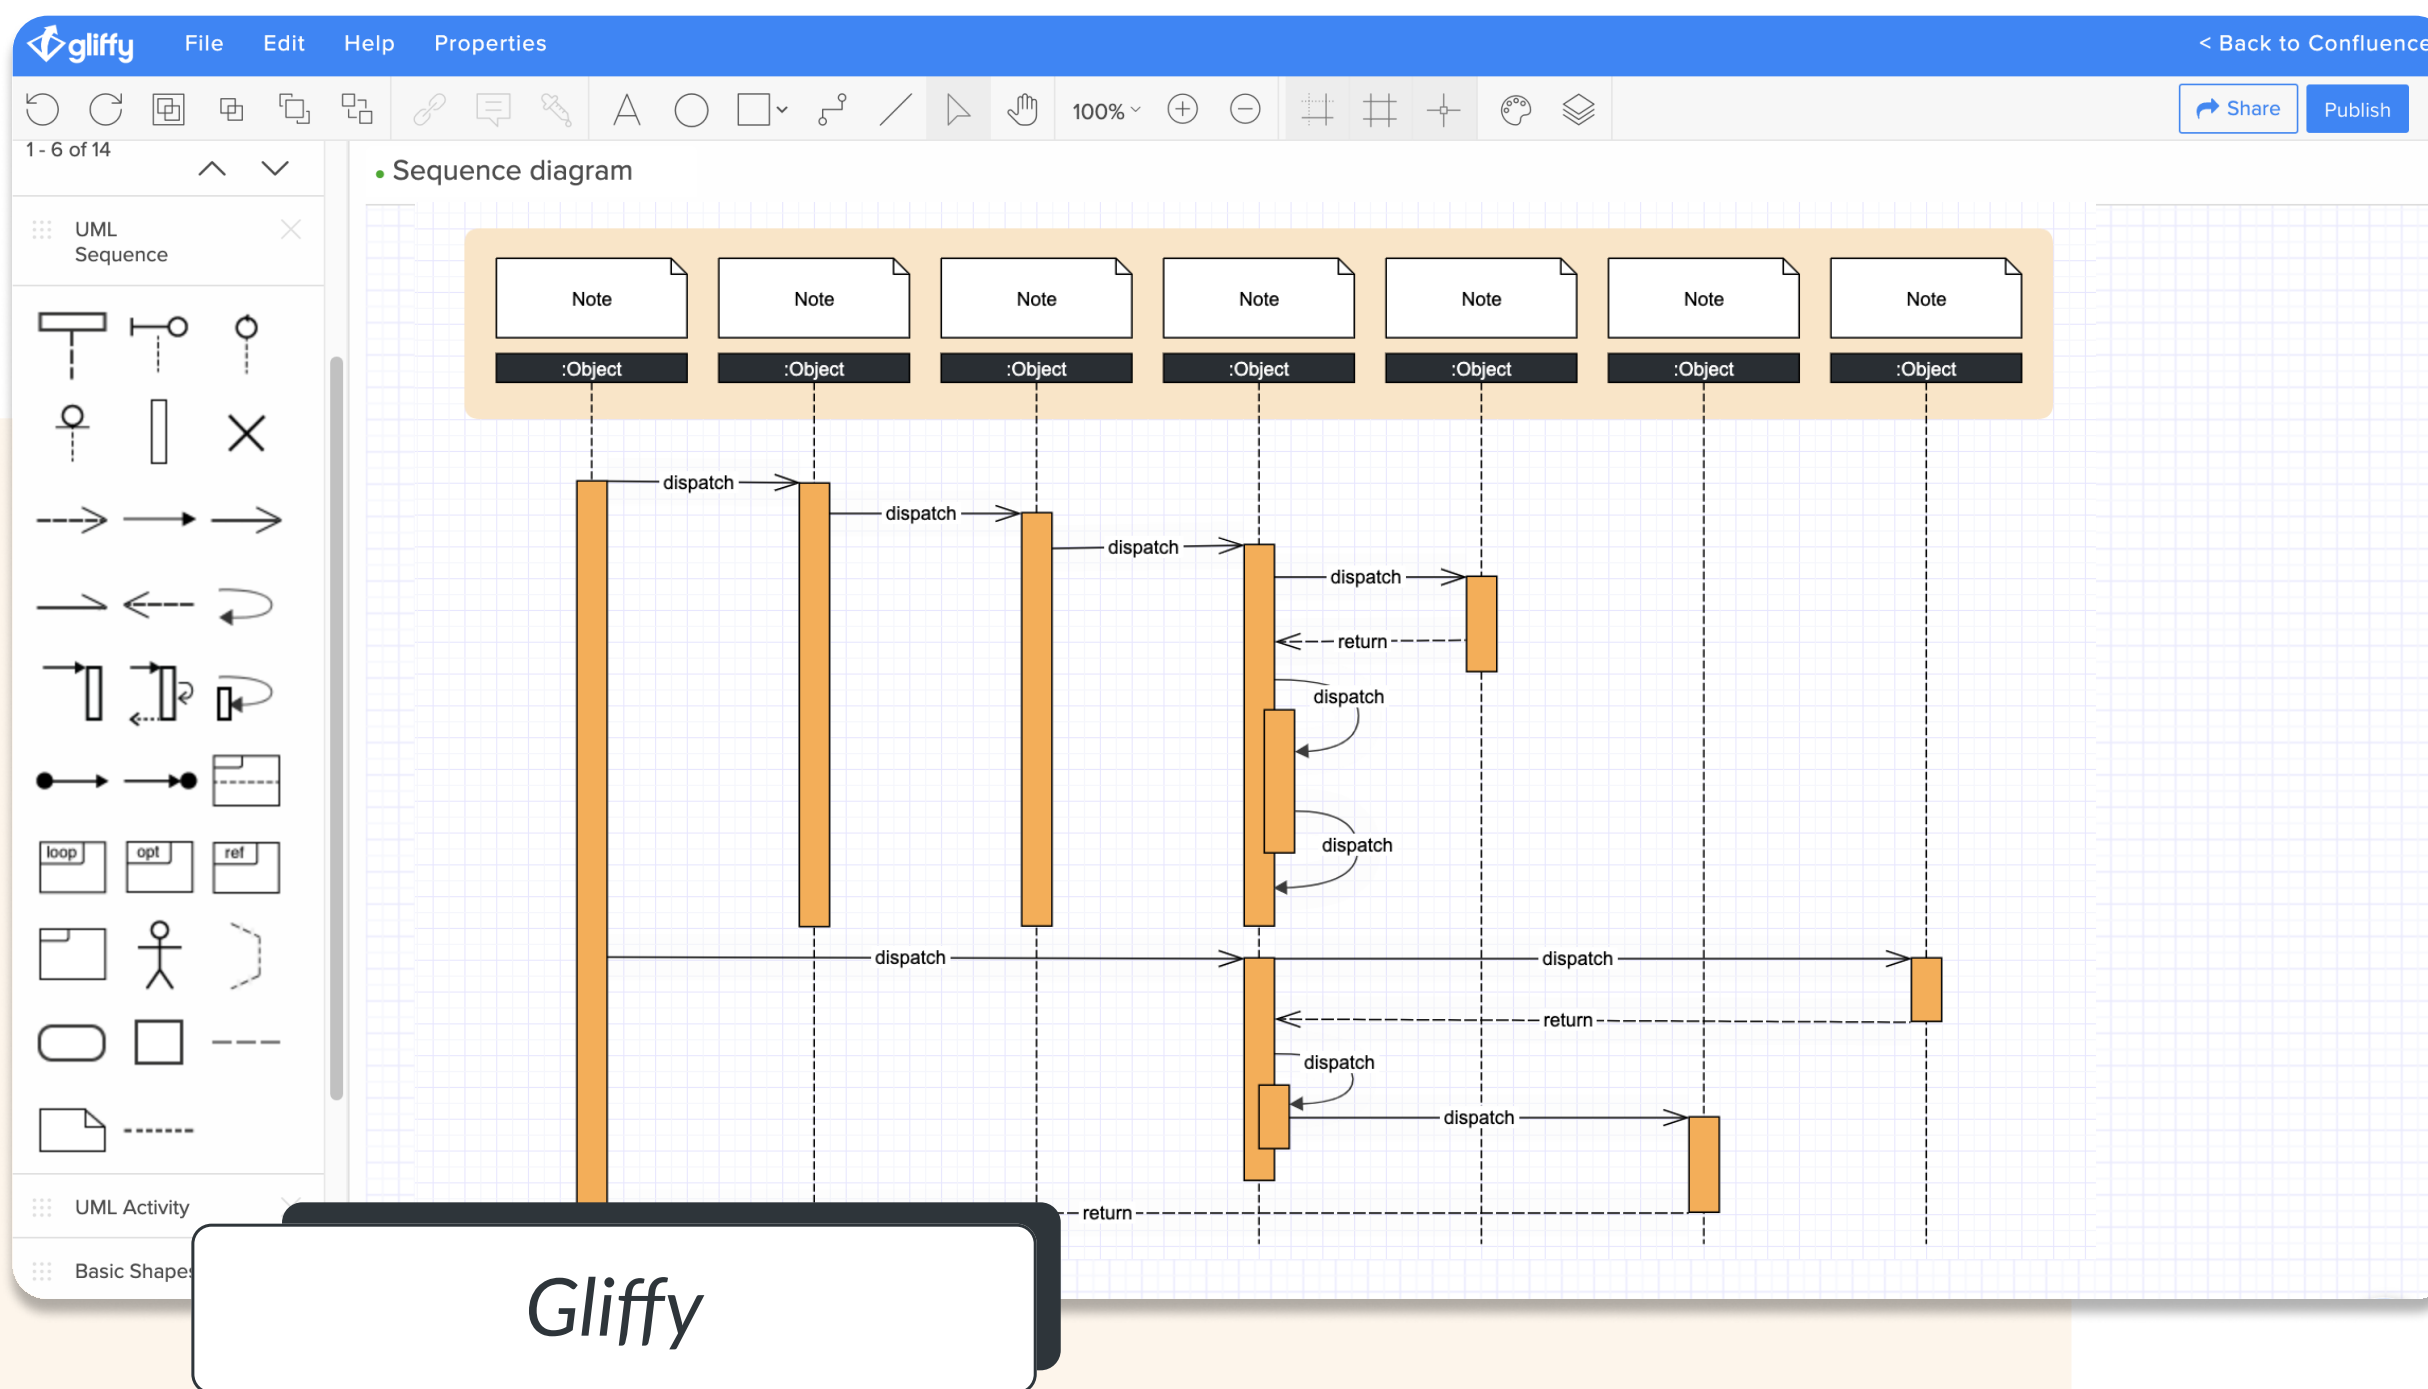 gliffy File Edit Help Properties < Back to Confluence
100% Share Publish
1 - 6 of 14
Sequence diagram
UML
Sequence
Note Note Note Note Note Note Note
:Object :Object :Object :Object :Object :Object :Object
dispatch
dispatch
dispatch
dispatch
return
dispatch
dispatch
loop opt ref
dispatch dispatch
return
dispatch
dispatch
UML Activity
return
Basic Shapes
Gliffy